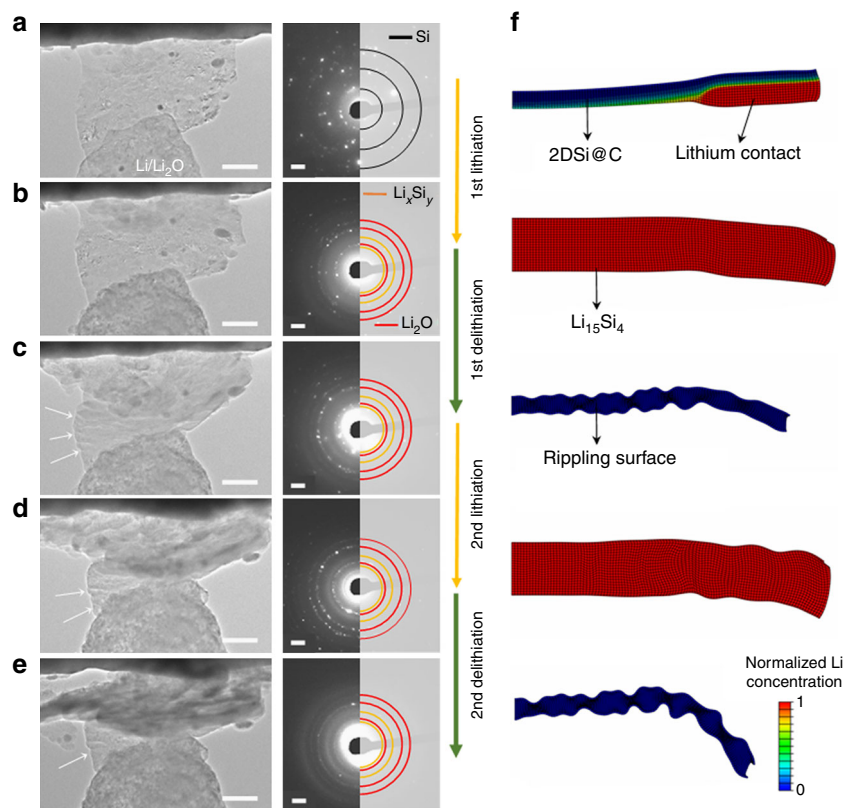 a
Si
Li/Li₂O
b
LiₓSiᵧ
Li₂O
c
d
e
1st lithiation
1st delithiation
2nd lithiation
2nd delithiation
f
2DSi@C
Lithium contact
Li₁₅Si₄
Rippling surface
Normalized Li
concentration
1
0